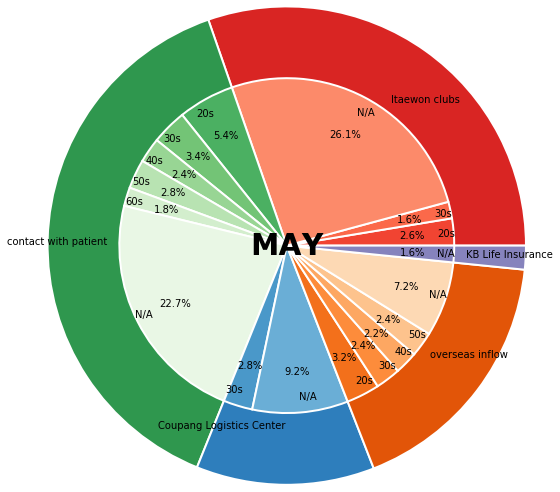 Itaewon clubs
N/A
26.1%
20s
5.4%
30s
3.4%
40s
2.4%
50s
2.8%
60s
1.8%
30s
1.6%
20s
2.6%
MAY
contact with patient
1.6%
N/A
KB Life Insurance
7.2%
N/A
22.7%
N/A
2.4%
50s
2.2%
40s
overseas inflow
2.4%
30s
3.2%
20s
2.8%
30s
9.2%
N/A
Coupang Logistics Center